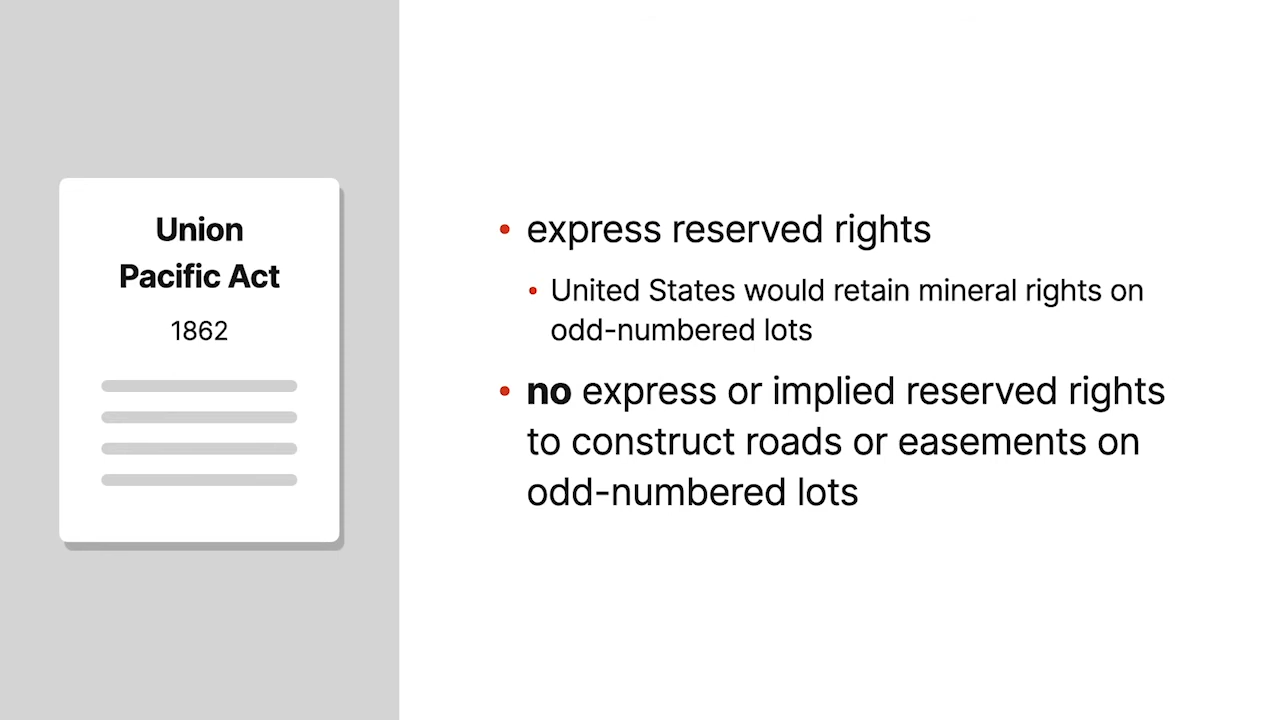 Union
Pacific Act
1862
• express reserved rights
• United States would retain mineral rights on
odd-numbered lots
• no express or implied reserved rights
to construct roads or easements on
odd-numbered lots